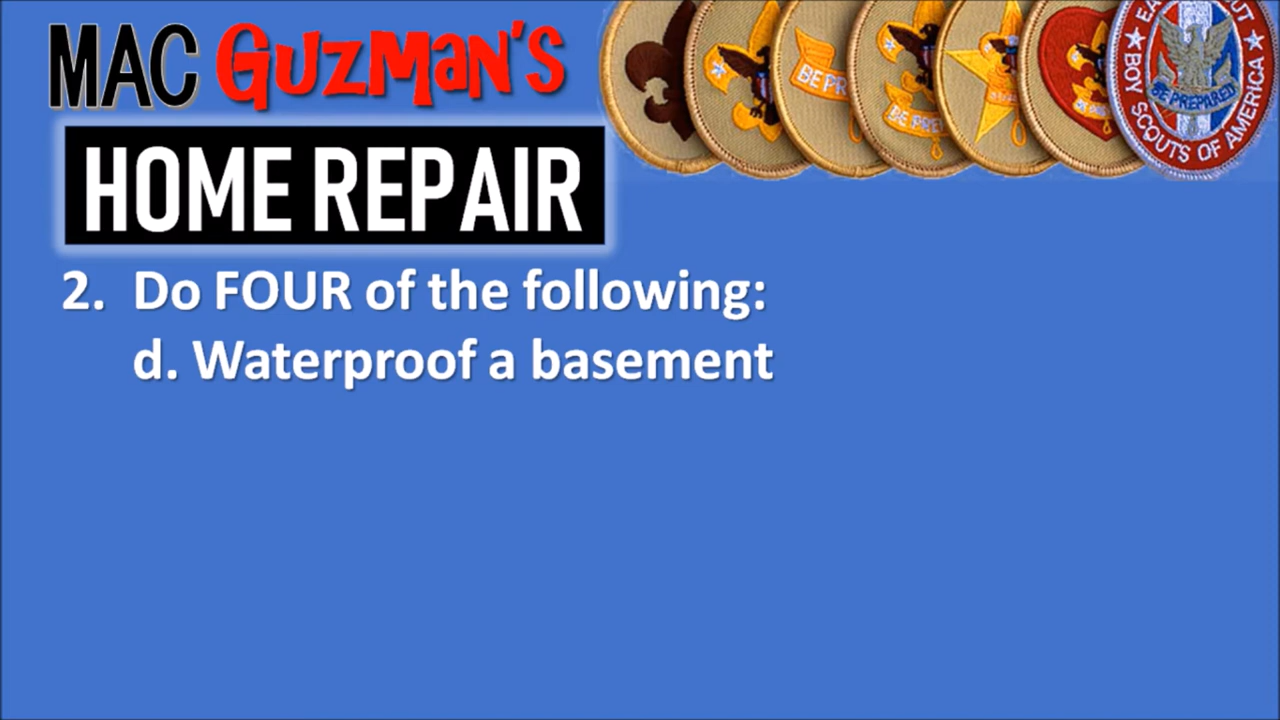 MAC GUZMAN'S
HOME REPAIR
BE PREPARED
BOY SCOUTS OF AMERICA
2. Do FOUR of the following:
d. Waterproof a basement